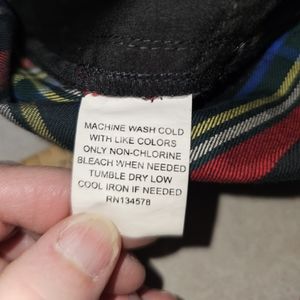 MACHINE WASH COLD
WITH LIKE COLORS
ONLY NON-CHLORINE
BLEACH WHEN NEEDED
TUMBLE DRY LOW
COOL IRON IF NEEDED
RN134578